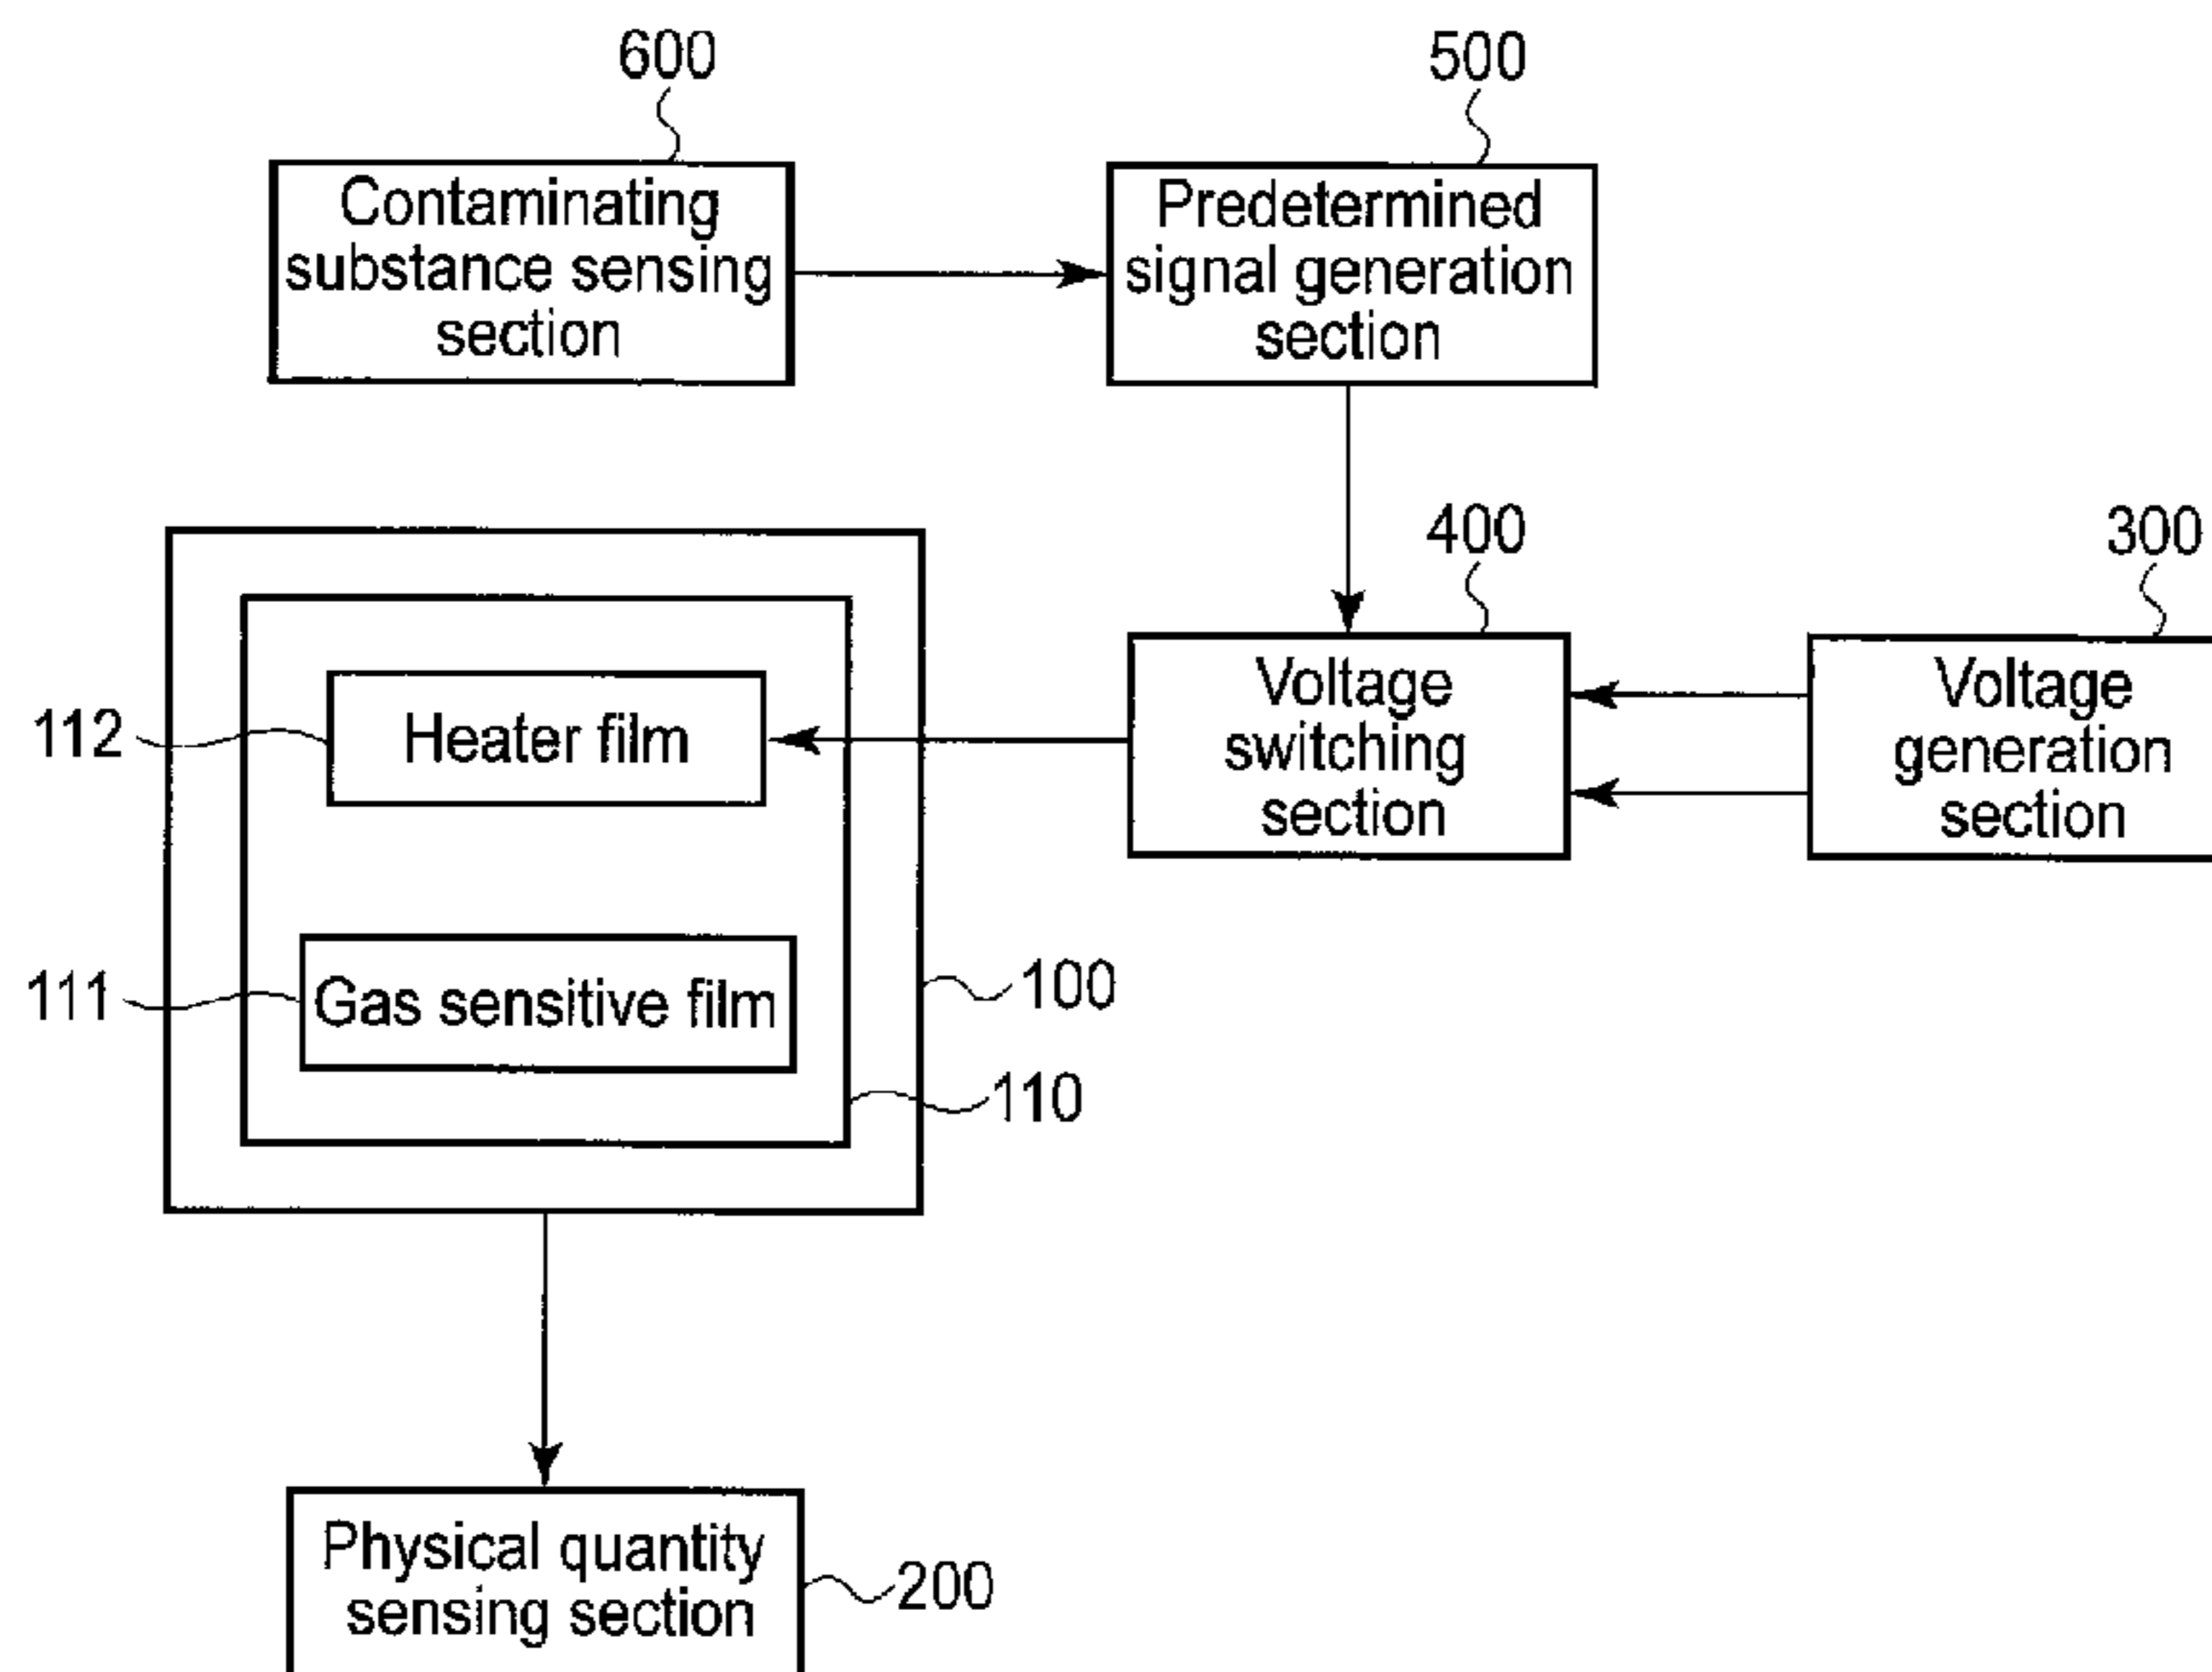 600
500
Contaminating
substance sensing
section
Predetermined
signal generation
section
400
300
Voltage
switching
section
Voltage
generation
section
112
Heater film
111
Gas sensitive film
100
110
Physical quantity
sensing section
200